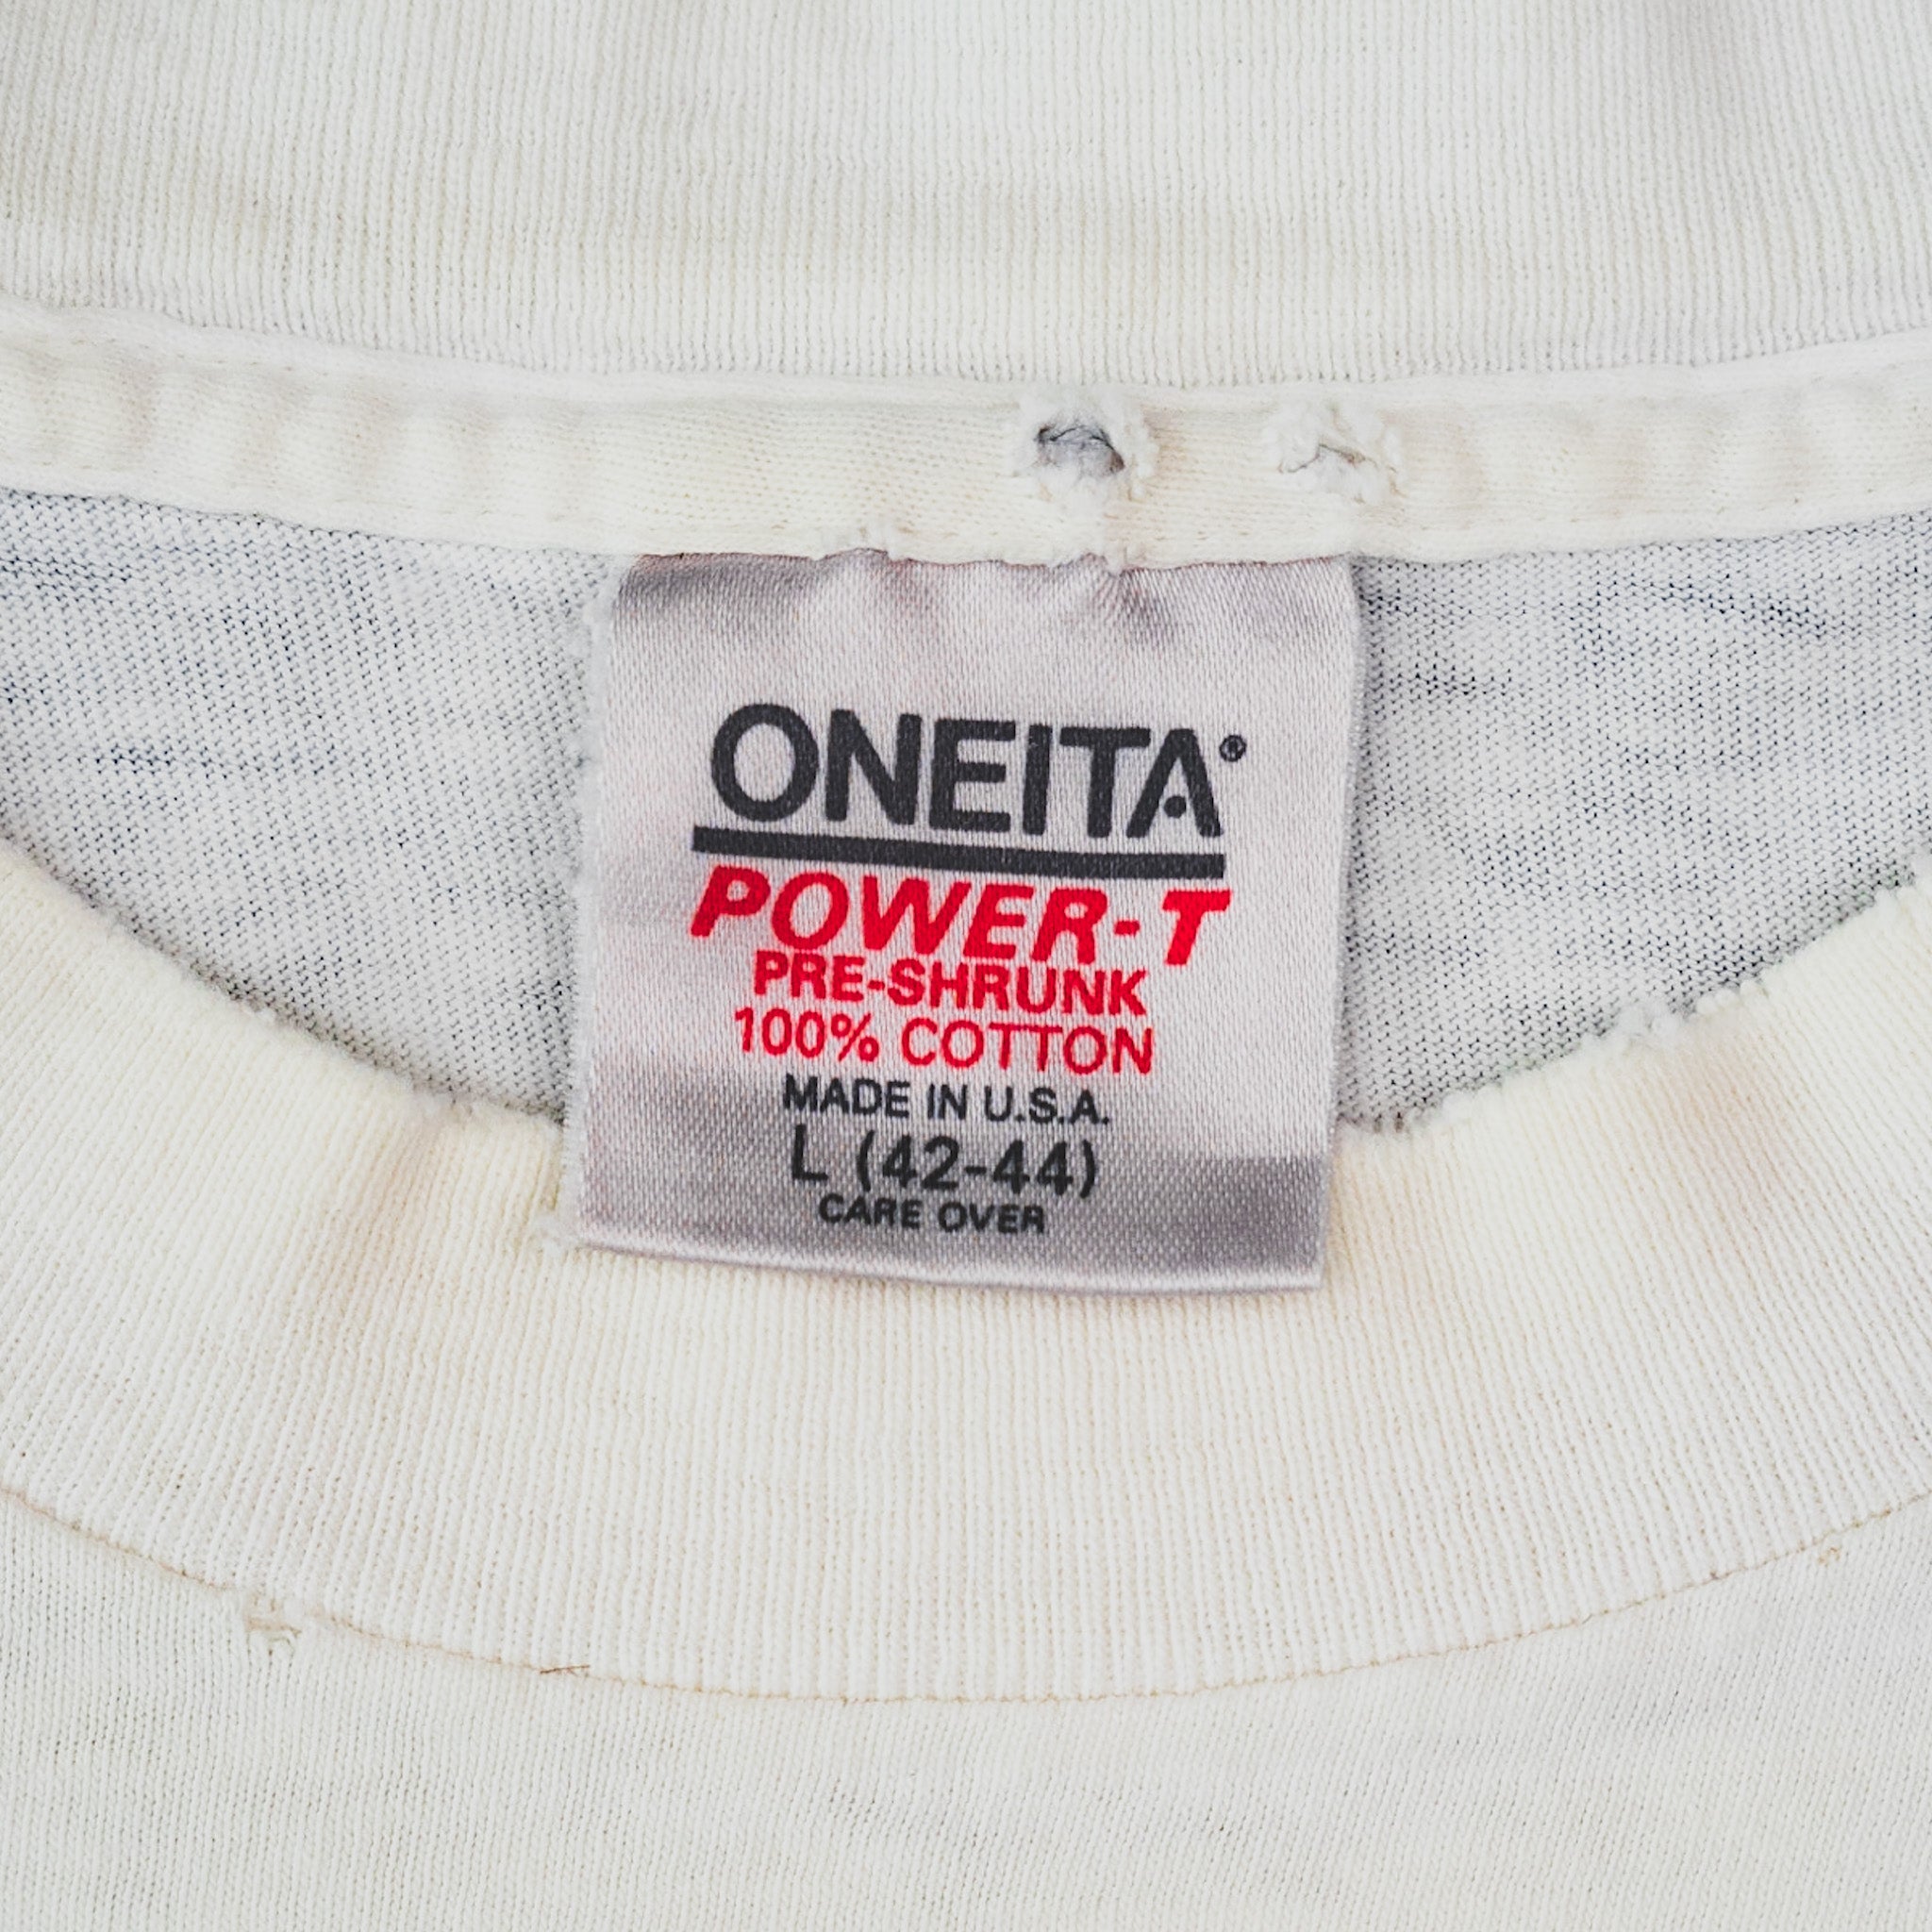 ONEITA®
POWER-T
PRE-SHRUNK
100% COTTON
MADE IN U.S.A.
L (42-44)
CARE OVER